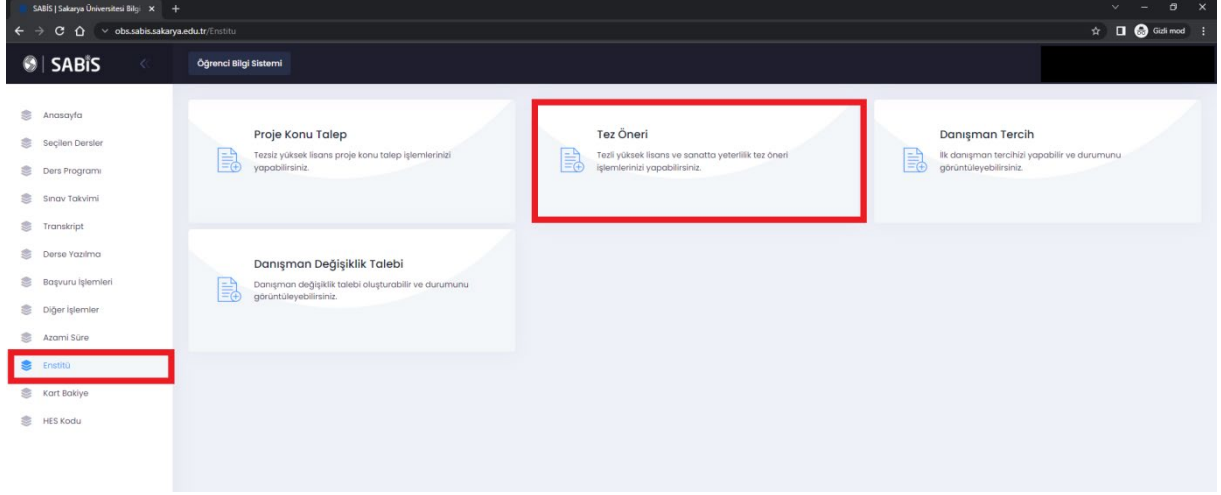 SABİS | Sakarya Üniversitesi Bilgi
obs.sabis.sakarya.edu.tr/Enstitu
Gizli mod
SABİS
Öğrenci Bilgi Sistemi
Anasayfa
Seçilen Dersler
Ders Programı
Sınav Takvimi
Transkript
Derse Yazılma
Başvuru İşlemleri
Diğer İşlemler
Azami Süre
Enstitü
Kart Bakiye
HES Kodu
Proje Konu Talep
Tezsiz yüksek lisans proje konu talep işlemlerinizi
yapabilirsiniz.
Tez Öneri
Tezli yüksek lisans ve sanatta yeterlilik tez öneri
işlemlerinizi yapabilirsiniz.
Danışman Tercih
İlk danışman tercihizi yapabilir ve durumunu
görüntüleyebilirsiniz.
Danışman Değişiklik Talebi
Danışman değişiklik talebi oluşturabilir ve durumunu
görüntüleyebilirsiniz.